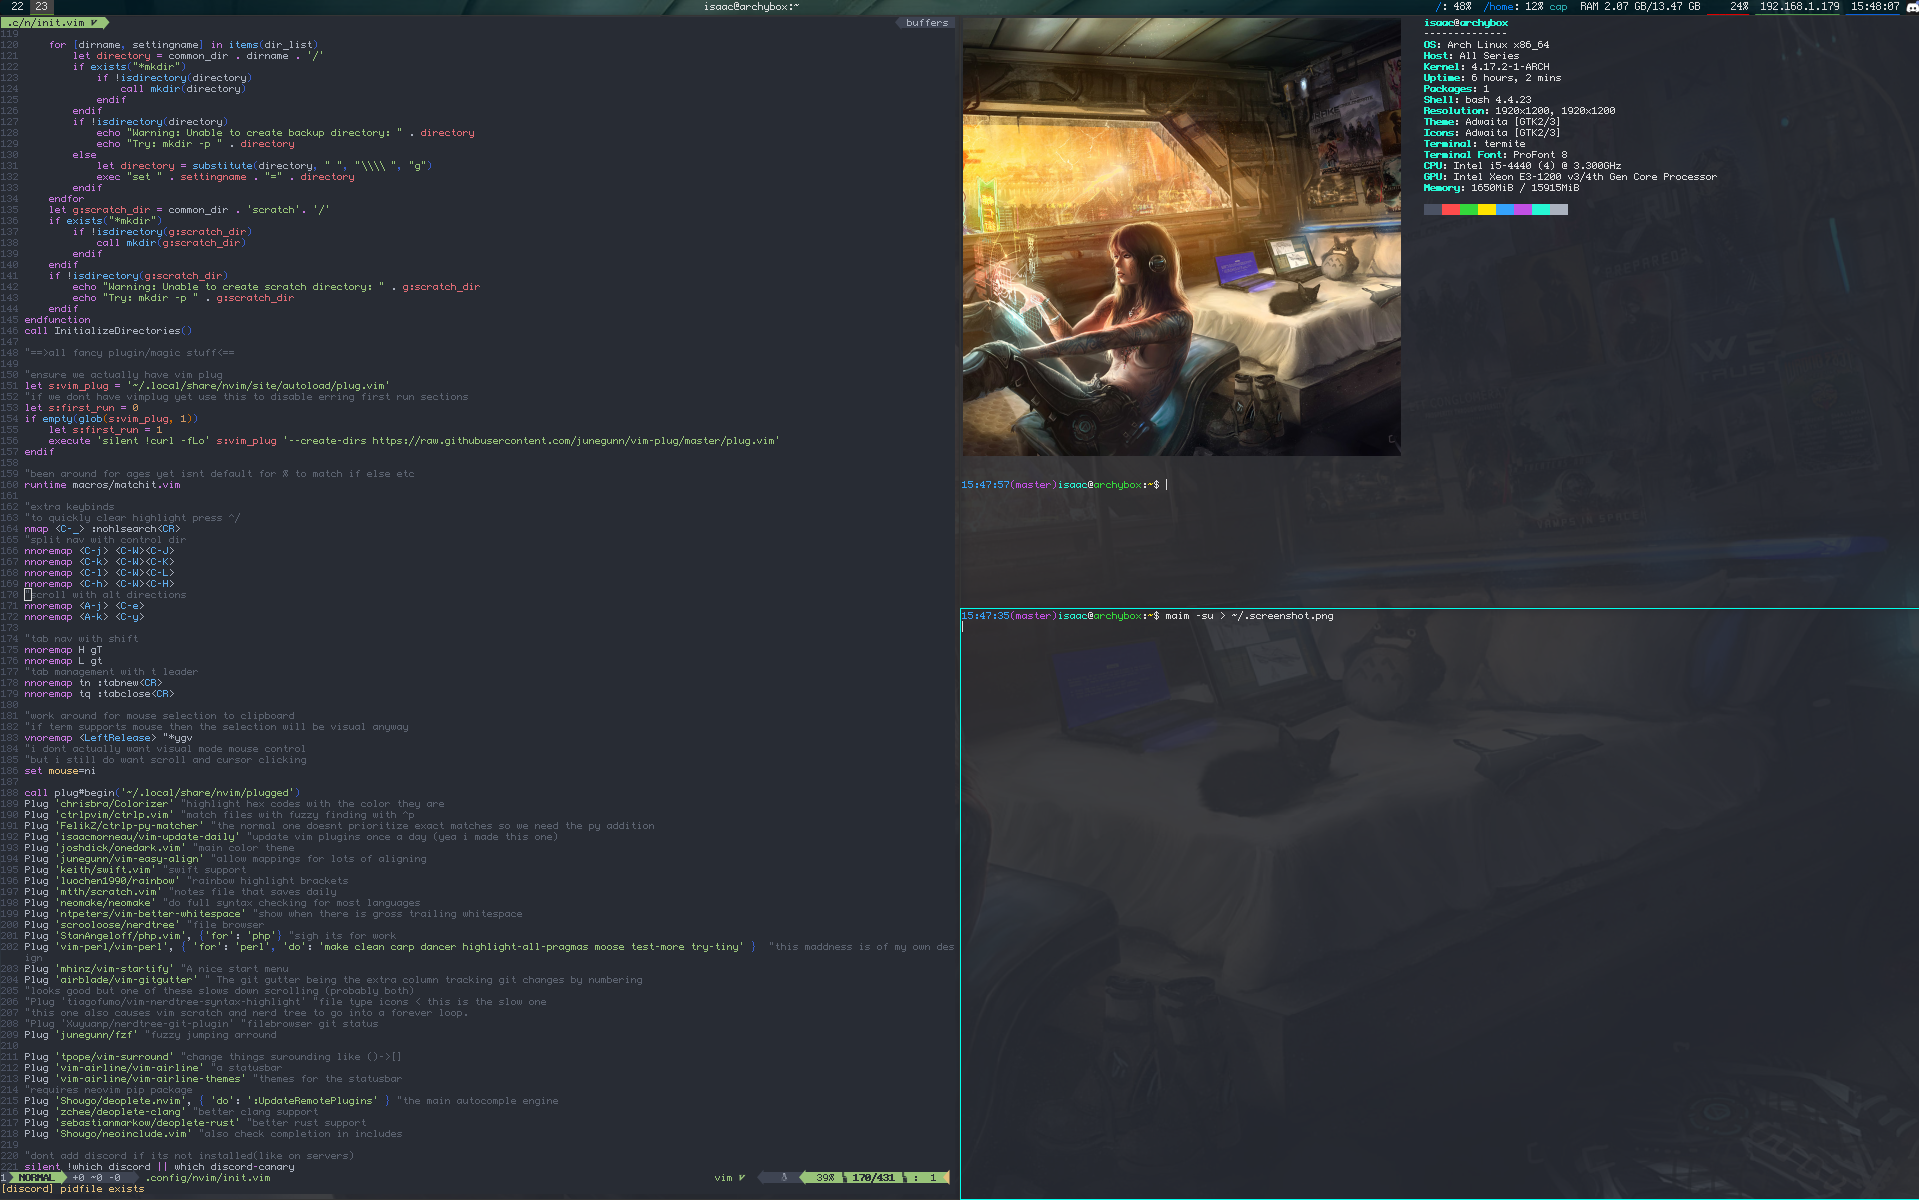 22 23 isaac@archybox:~ /: 48% /home: 12% cap RAM 2.07 GB/13.47 GB 24% 192.168.1.179 15:48:07
.c/n/init.vim buffers
119
120 for [dirname, settingname] in items(dir_list)
121 let directory = common_dir . dirname . '/'
122 if exists("*mkdir")
123 if !isdirectory(directory)
124 call mkdir(directory)
125 endif
126 endif
127 if !isdirectory(directory)
128 echo "Warning: Unable to create backup directory: " . directory
129 echo "Try: mkdir -p " . directory
130 else
131 let directory = substitute(directory, " ", "\\\\ ", "g")
132 exec "set " . settingname . "=" . directory
133 endif
134 endfor
135 let g:scratch_dir = common_dir . 'scratch'. '/'
136 if exists("*mkdir")
137 if !isdirectory(g:scratch_dir)
138 call mkdir(g:scratch_dir)
139 endif
140 endif
141 if !isdirectory(g:scratch_dir)
142 echo "Warning: Unable to create scratch directory: " . g:scratch_dir
143 echo "Try: mkdir -p " . g:scratch_dir
144 endif
145 endfunction
146 call InitializeDirectories()
147
148 "==>all fancy plugin/magic stuff<==
149
150 "ensure we actually have vim plug
151 let s:vim_plug = '~/.local/share/nvim/site/autoload/plug.vim'
152 "if we dont have vimplug yet use this to disable erring first run sections
153 let s:first_run = 0
154 if empty(glob(s:vim_plug, 1))
155 let s:first_run = 1
156 execute 'silent !curl -fLo' s:vim_plug '--create-dirs https://raw.githubusercontent.com/junegunn/vim-plug/master/plug.vim'
157 endif
158
159 "been around for ages yet isnt default for % to match if else etc
160 runtime macros/matchit.vim
161
162 "extra keybinds
163 "to quickly clear highlight press ^/
164 nmap <C-_> :nohlsearch<CR>
165 "split nav with control dir
166 nnoremap <C-j> <C-W><C-J>
167 nnoremap <C-k> <C-W><C-K>
168 nnoremap <C-l> <C-W><C-L>
169 nnoremap <C-h> <C-W><C-H>
170 "scroll with alt directions
171 nnoremap <A-j> <C-e>
172 nnoremap <A-k> <C-y>
173
174 "tab nav with shift
175 nnoremap H gT
176 nnoremap L gt
177 "tab management with t leader
178 nnoremap tn :tabnew<CR>
179 nnoremap tq :tabclose<CR>
180
181 "work around for mouse selection to clipboard
182 "if term supports mouse then the selection will be visual anyway
183 vnoremap <LeftRelease> "*ygv
184 "i dont actually want visual mode mouse control
185 "but i still do want scroll and cursor clicking
186 set mouse=ni
187
188 call plug#begin('~/.local/share/nvim/plugged')
189 Plug 'chrisbra/Colorizer' "highlight hex codes with the color they are
190 Plug 'ctrlpvim/ctrlp.vim' "match files with fuzzy finding with ^p
191 Plug 'FelikZ/ctrlp-py-matcher' "the normal one doesnt prioritize exact matches so we need the py addition
192 Plug 'isaacmorneau/vim-update-daily' "update vim plugins once a day (yea i made this one)
193 Plug 'joshdick/onedark.vim' "main color theme
194 Plug 'junegunn/vim-easy-align' "allow mappings for lots of aligning
195 Plug 'keith/swift.vim' "swift support
196 Plug 'luochen1990/rainbow' "rainbow highlight brackets
197 Plug 'mtth/scratch.vim' "notes file that saves daily
198 Plug 'neomake/neomake' "do full syntax checking for most languages
199 Plug 'ntpeters/vim-better-whitespace' "show when there is gross trailing whitespace
200 Plug 'scrooloose/nerdtree' "file browser
201 Plug 'StanAngeloff/php.vim', {'for': 'php'} "sigh its for work
202 Plug 'vim-perl/vim-perl', { 'for': 'perl', 'do': 'make clean carp dancer highlight-all-pragmas moose test-more try-tiny' } "this maddness is of my own des
ign
203 Plug 'mhinz/vim-startify' "A nice start menu
204 Plug 'airblade/vim-gitgutter' " The git gutter being the extra column tracking git changes by numbering
205 "looks good but one of these slows down scrolling (probably both)
206 "Plug 'tiagofumo/vim-nerdtree-syntax-highlight' "file type icons < this is the slow one
207 "this one also causes vim scratch and nerd tree to go into a forever loop.
208 "Plug 'Xuyuanp/nerdtree-git-plugin' "filebrowser git status
209 Plug 'junegunn/fzf' "fuzzy jumping arround
210
211 Plug 'tpope/vim-surround' "change things surounding like ()->[]
212 Plug 'vim-airline/vim-airline' "a statusbar
213 Plug 'vim-airline/vim-airline-themes' "themes for the statusbar
214 "requires neovim pip package
215 Plug 'Shougo/deoplete.nvim', { 'do': ':UpdateRemotePlugins' } "the main autocomple engine
216 Plug 'zchee/deoplete-clang' "better clang support
217 Plug 'sebastianmarkow/deoplete-rust' "better rust support
218 Plug 'Shougo/neoinclude.vim' "also check completion in includes
219
220 "dont add discord if its not installed(like on servers)
221 silent !which discord || which discord-canary
1 NORMAL +0 ~0 -0 .config/nvim/init.vim vim 39% 170/431 : 1
[discord] pidfile exists
isaac@archybox
--------------
OS: Arch Linux x86_64
Host: All Series
Kernel: 4.17.2-1-ARCH
Uptime: 6 hours, 2 mins
Packages: 1
Shell: bash 4.4.23
Resolution: 1920x1200, 1920x1200
Theme: Adwaita [GTK2/3]
Icons: Adwaita [GTK2/3]
Terminal: termite
Terminal Font: ProFont 8
CPU: Intel i5-4440 (4) @ 3.300GHz
GPU: Intel Xeon E3-1200 v3/4th Gen Core Processor
Memory: 1650MiB / 15915MiB
15:47:57(master)isaac@archybox:~$
15:47:35(master)isaac@archybox:~$ maim -su > ~/.screenshot.png